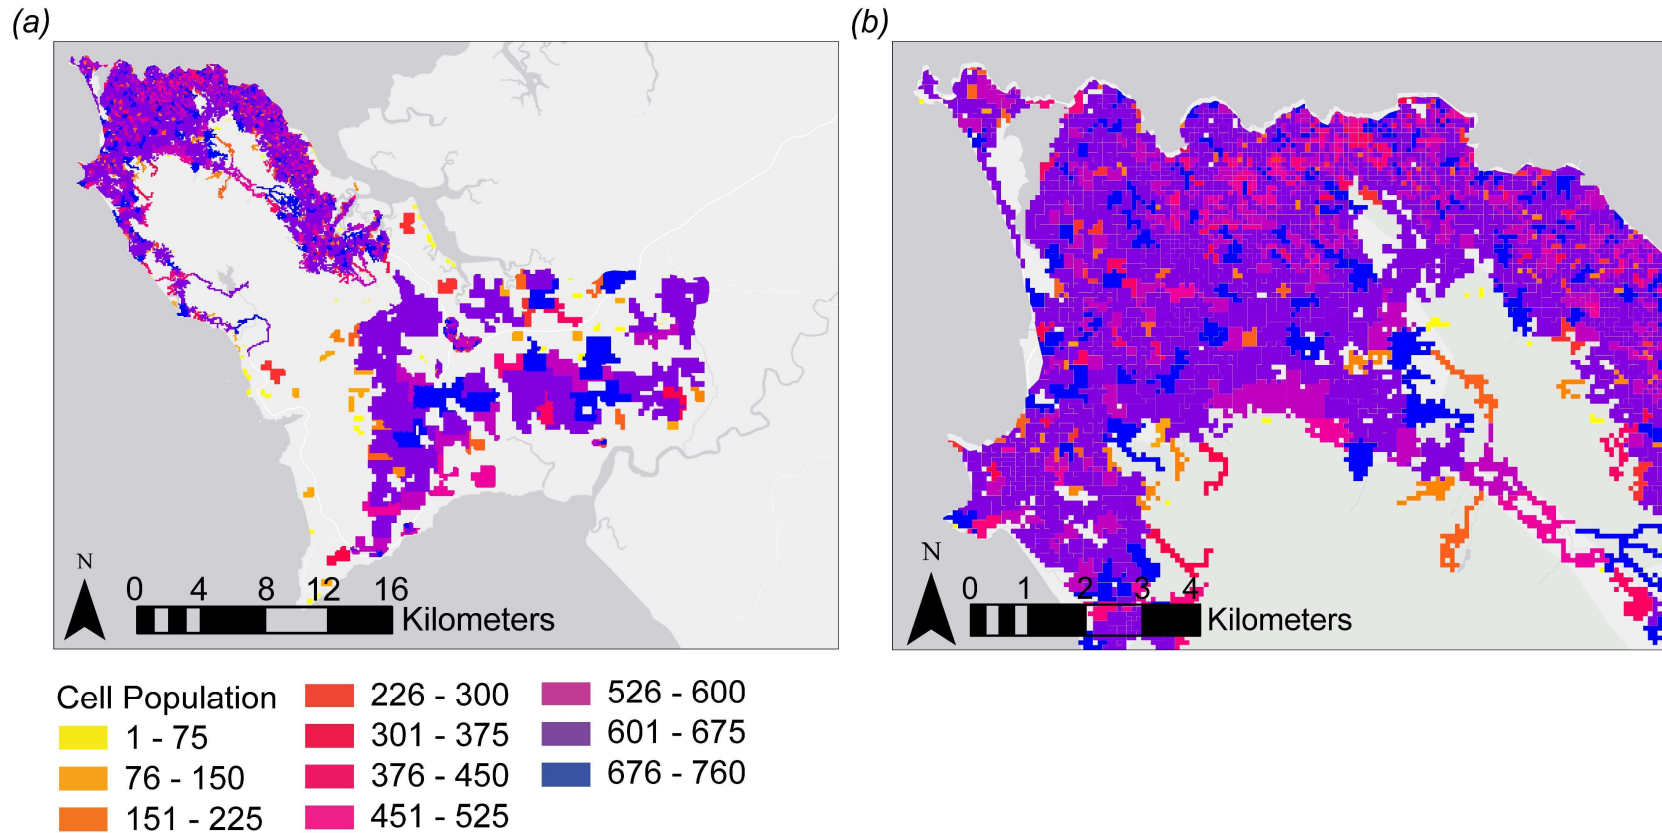 (a)
(b)
N
0 4 8 12 16
Kilometers
N
0 1 2 3 4
Kilometers
Cell Population
1 - 75
76 - 150
151 - 225
226 - 300
301 - 375
376 - 450
451 - 525
526 - 600
601 - 675
676 - 760